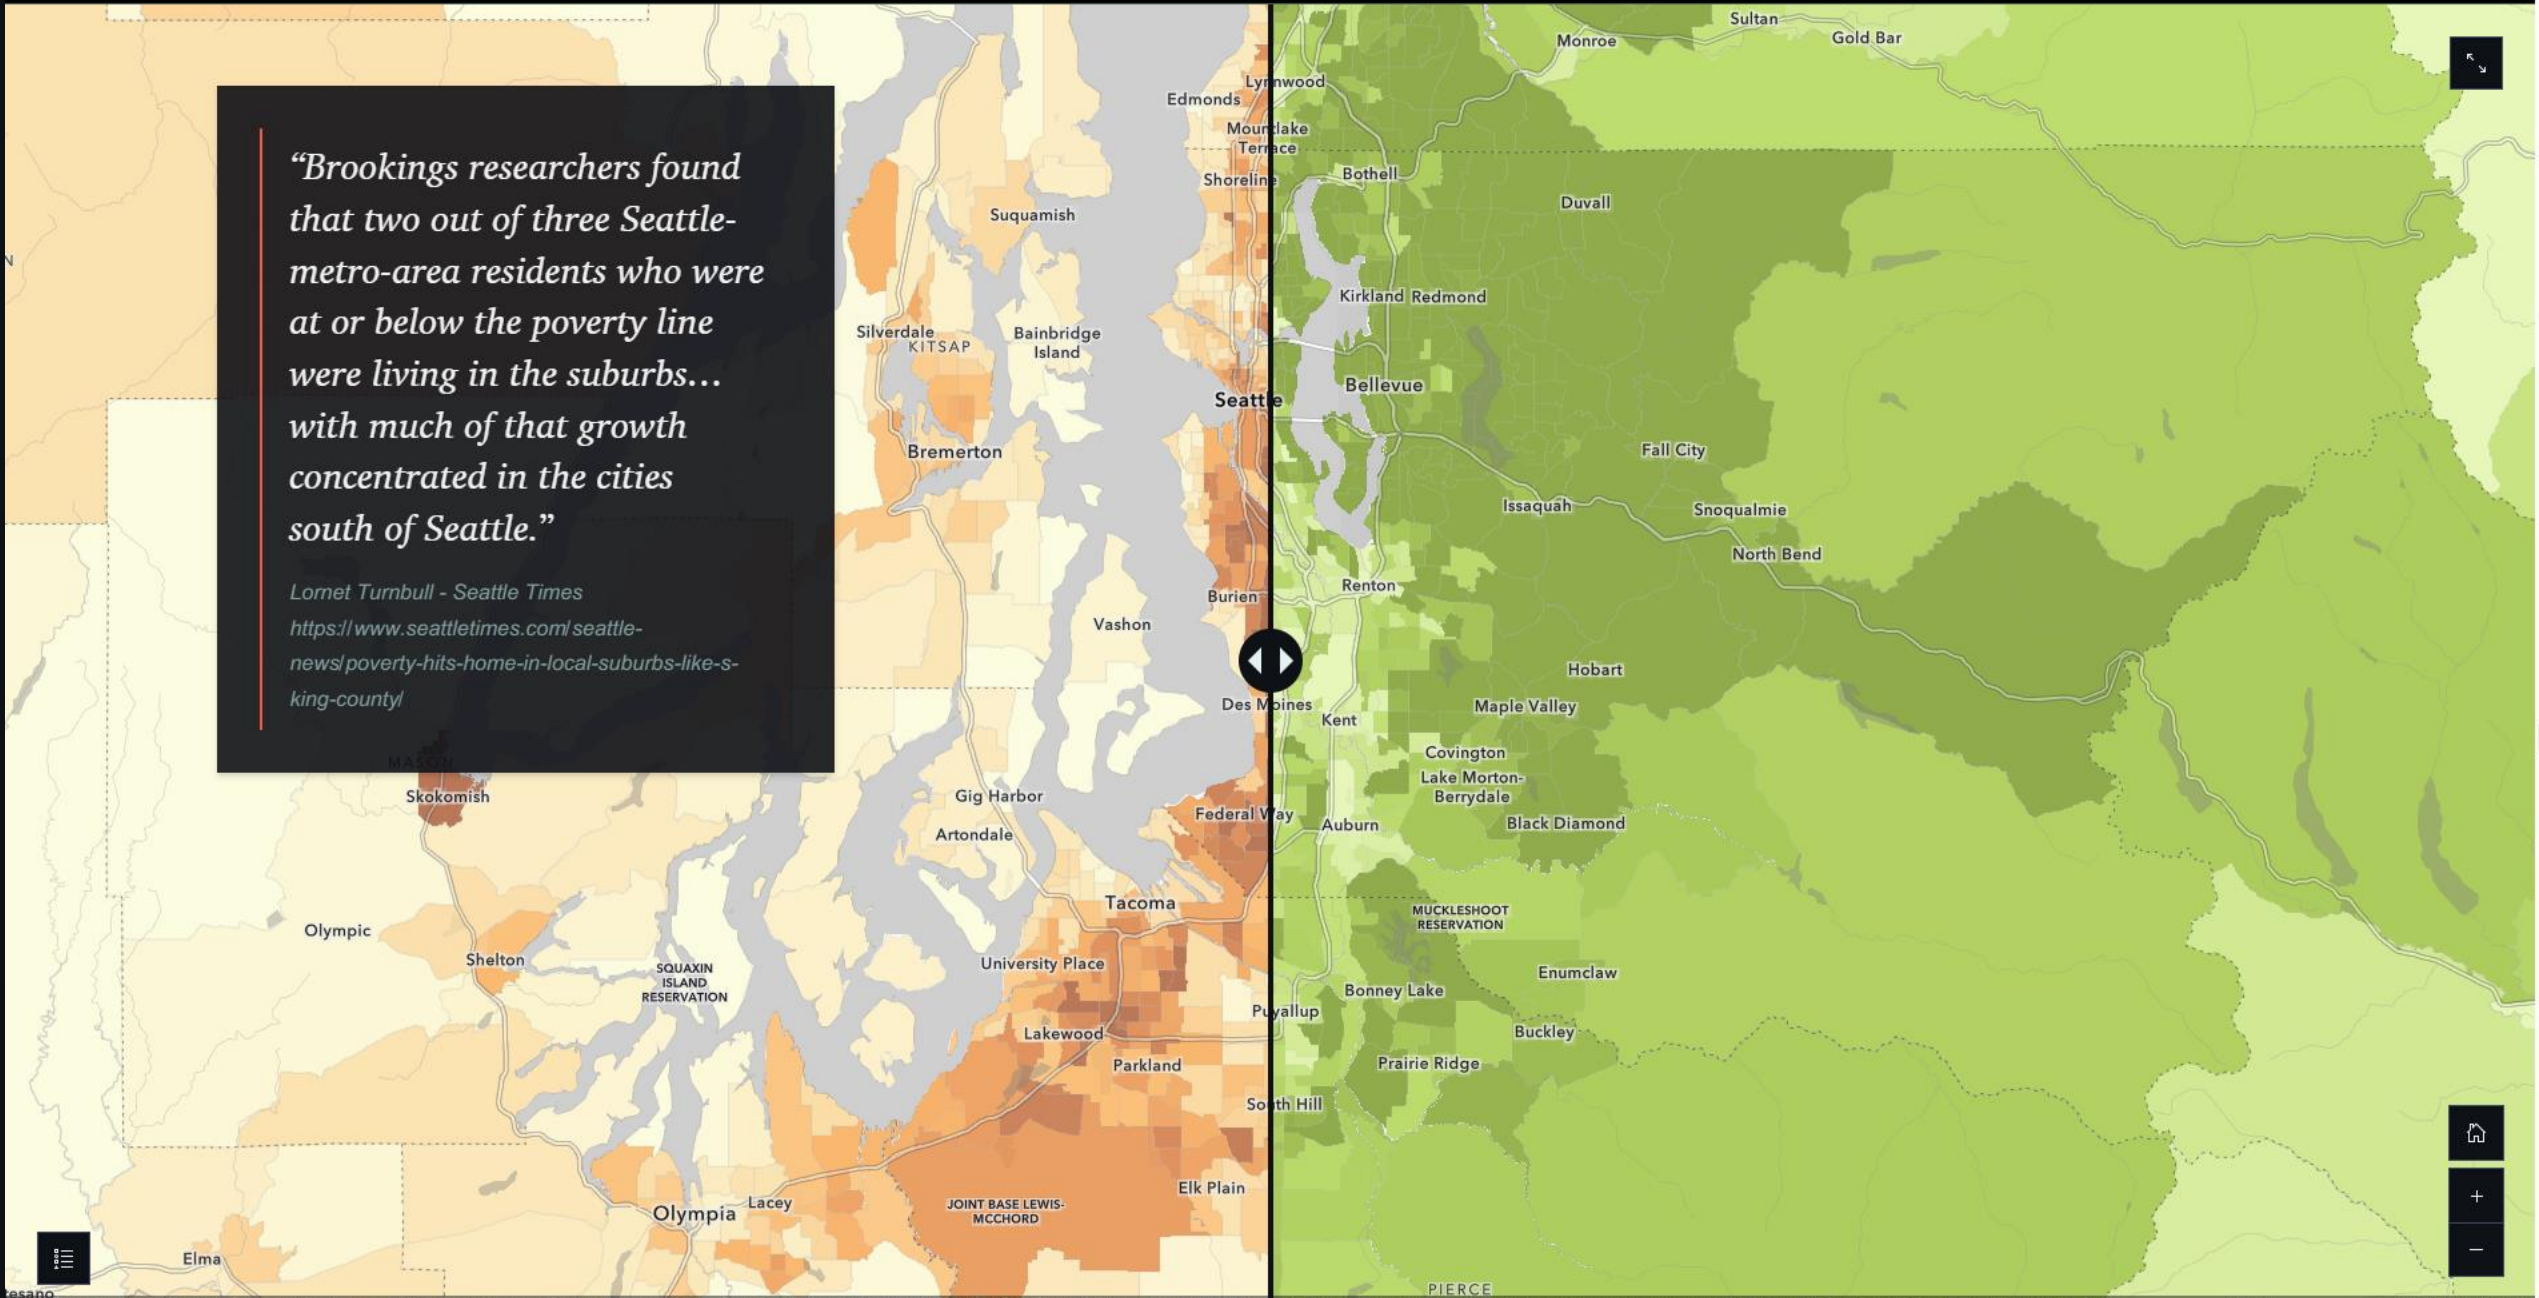 “Brookings researchers found
that two out of three Seattle-
metro-area residents who were
at or below the poverty line
were living in the suburbs…
with much of that growth
concentrated in the cities
south of Seattle.”
Lornet Turnbull - Seattle Times
https://www.seattletimes.com/seattle-
news/poverty-hits-home-in-local-suburbs-like-s-
king-county/
N
MASON
Skokomish
Olympic
Shelton
SQUAXIN
ISLAND
RESERVATION
Elma
Olympia
Lacey
Suquamish
Silverdale
KITSAP
Bainbridge
Island
Bremerton
Vashon
Gig Harbor
Artondale
Tacoma
University Place
Lakewood
Parkland
JOINT BASE LEWIS-
MCCHORD
Elk Plain
Edmonds
Lynnwood
Mountlake
Terrace
Shoreline
Seattle
Burien
Des Moines
Federal Way
Puyallup
South Hill
Sultan
Monroe
Gold Bar
Bothell
Duvall
Kirkland
Redmond
Bellevue
Fall City
Issaquah
Snoqualmie
North Bend
Renton
Hobart
Maple Valley
Kent
Covington
Lake Morton-
Berrydale
Auburn
Black Diamond
MUCKLESHOOT
RESERVATION
Enumclaw
Bonney Lake
Buckley
Prairie Ridge
PIERCE
esano